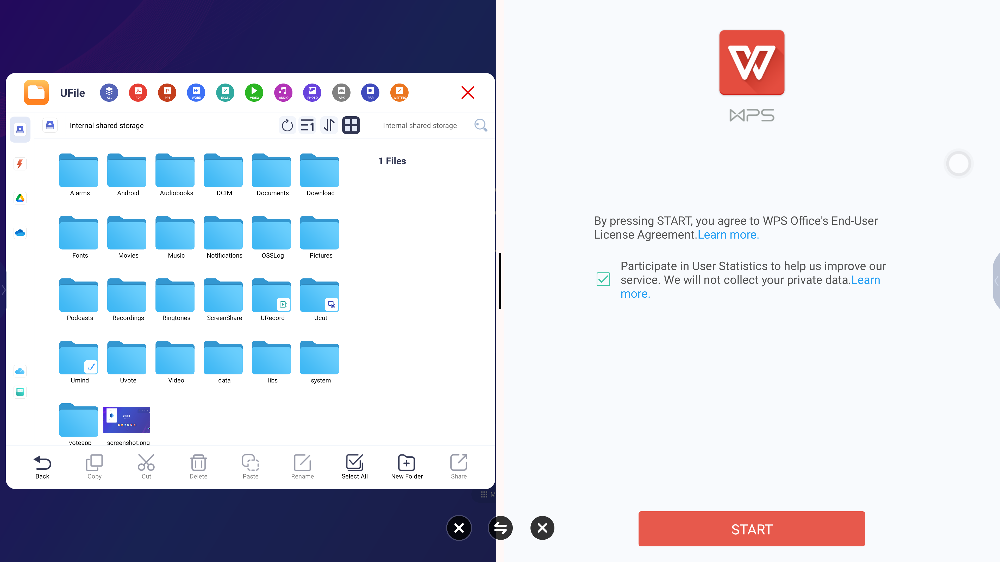 UFile
ALL
PDF
P
PPT
W
WORD
X
EXCEL
VIDEO
AUDIO
PHOTO
APK
RAR
WRITING
Internal shared storage
1
Internal shared storage
1 Files
Alarms
Android
Audiobooks
DCIM
Documents
Download
Fonts
Movies
Music
Notifications
OSSLog
Pictures
Podcasts
Recordings
Ringtones
ScreenShare
URecord
Ucut
Umind
Uvote
Video
data
libs
system
20:40
voteapp
screenshot.png
Back
Copy
Cut
Delete
Paste
Rename
Select All
New Folder
Share
M
WPS
By pressing START, you agree to WPS Office's End-User
License Agreement.Learn more.
Participate in User Statistics to help us improve our
service. We will not collect your private data.Learn
more.
START